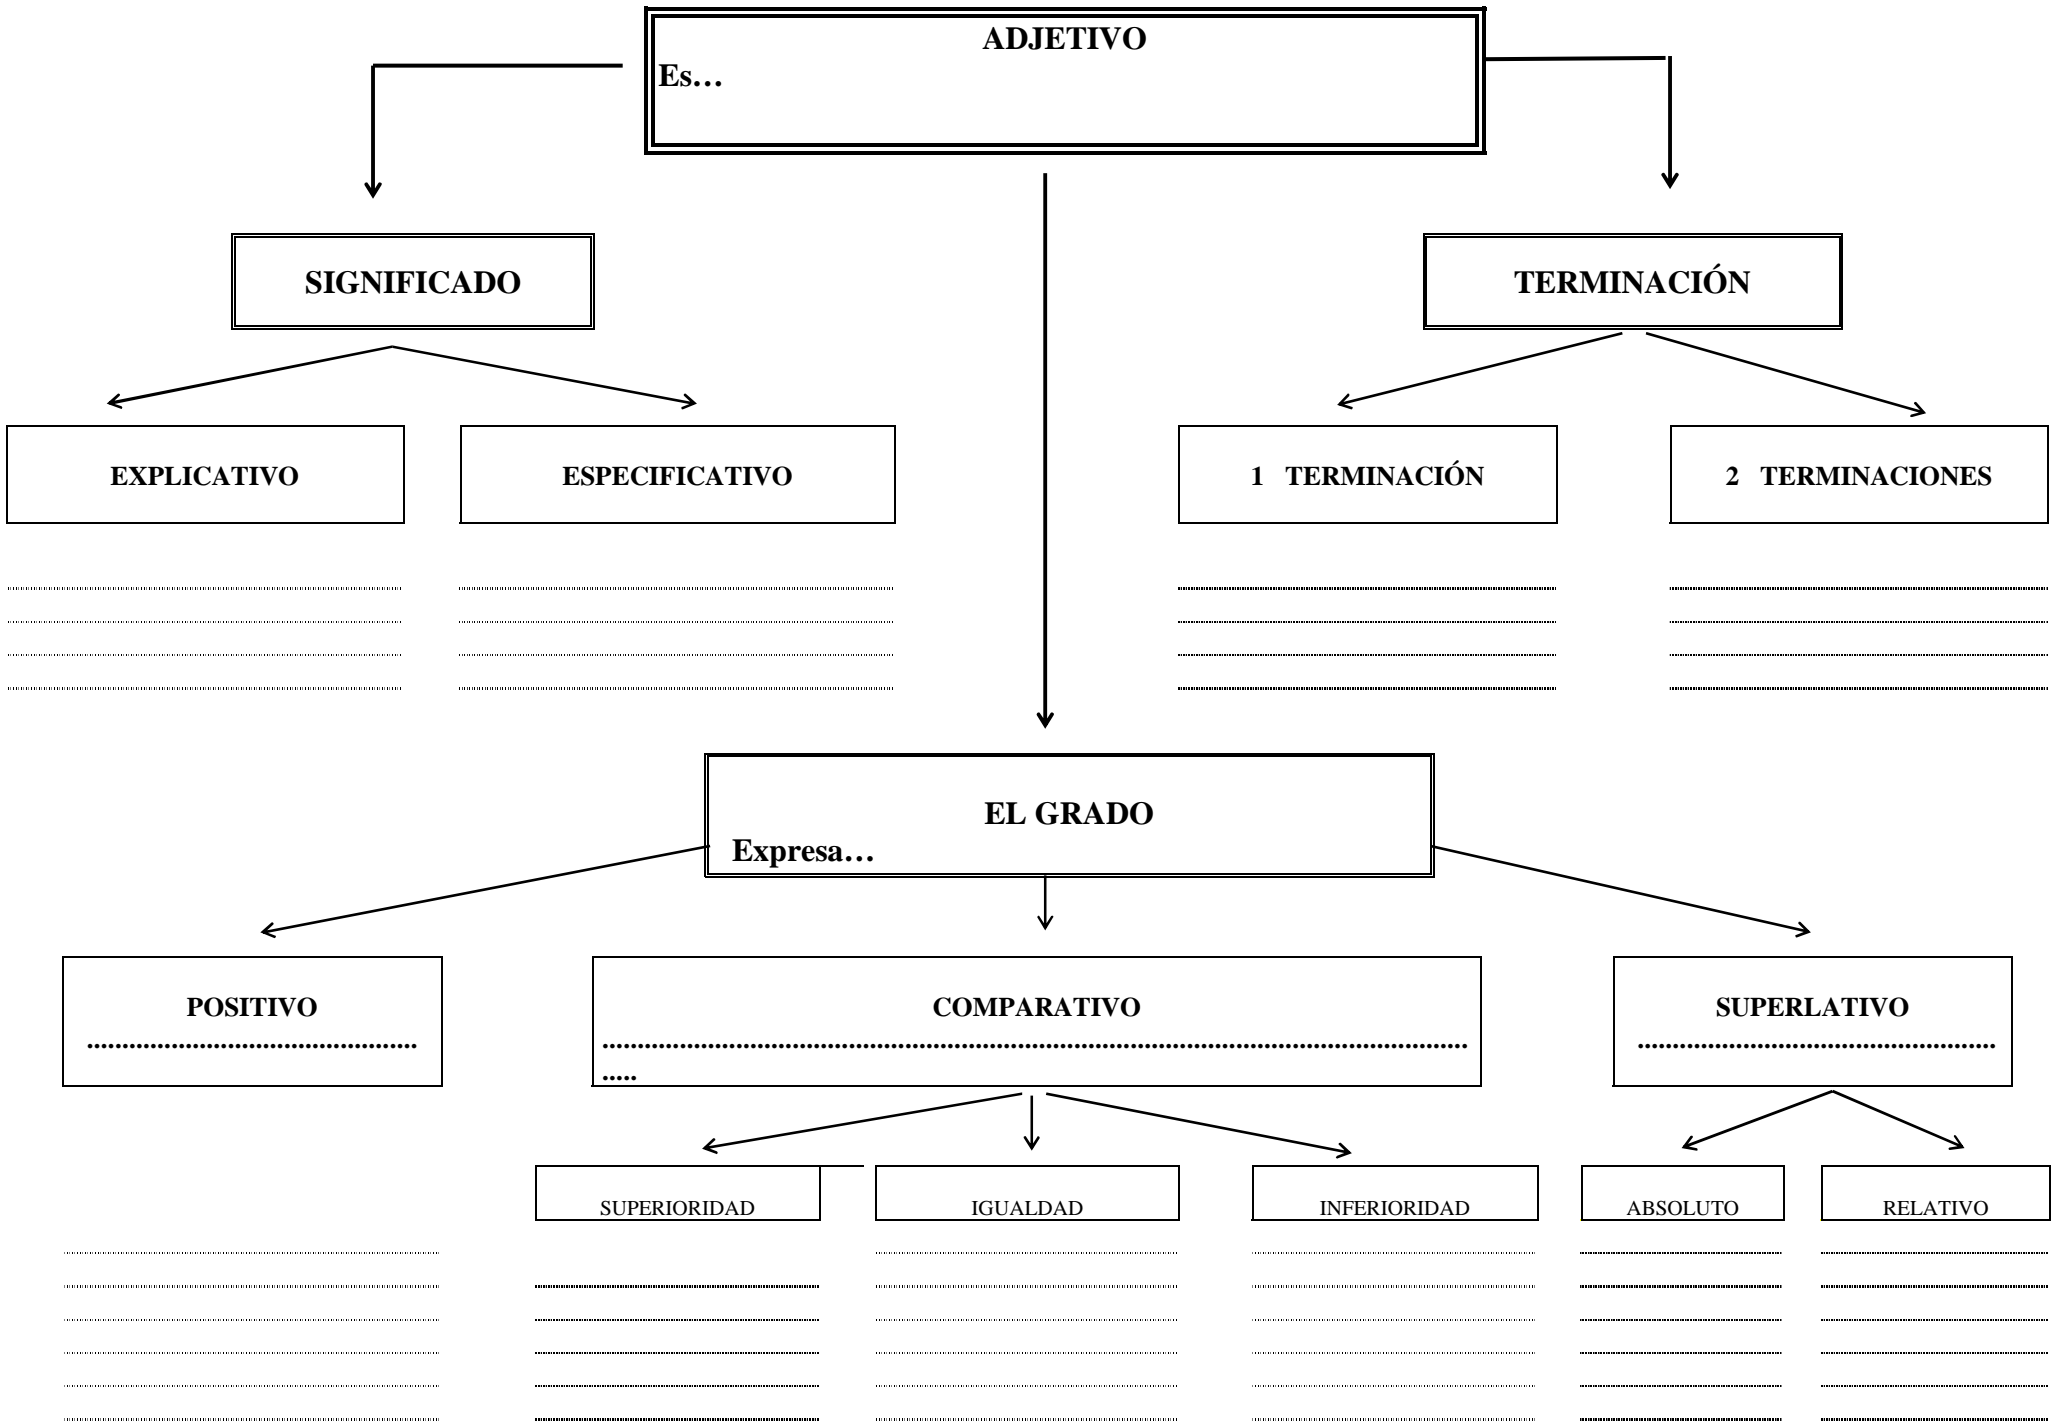 ADJETIVO
Es…
SIGNIFICADO
TERMINACIÓN
EXPLICATIVO
ESPECIFICATIVO
1 TERMINACIÓN
2 TERMINACIONES
EL GRADO
Expresa…
POSITIVO
COMPARATIVO
SUPERLATIVO
SUPERIORIDAD
IGUALDAD
INFERIORIDAD
ABSOLUTO
RELATIVO